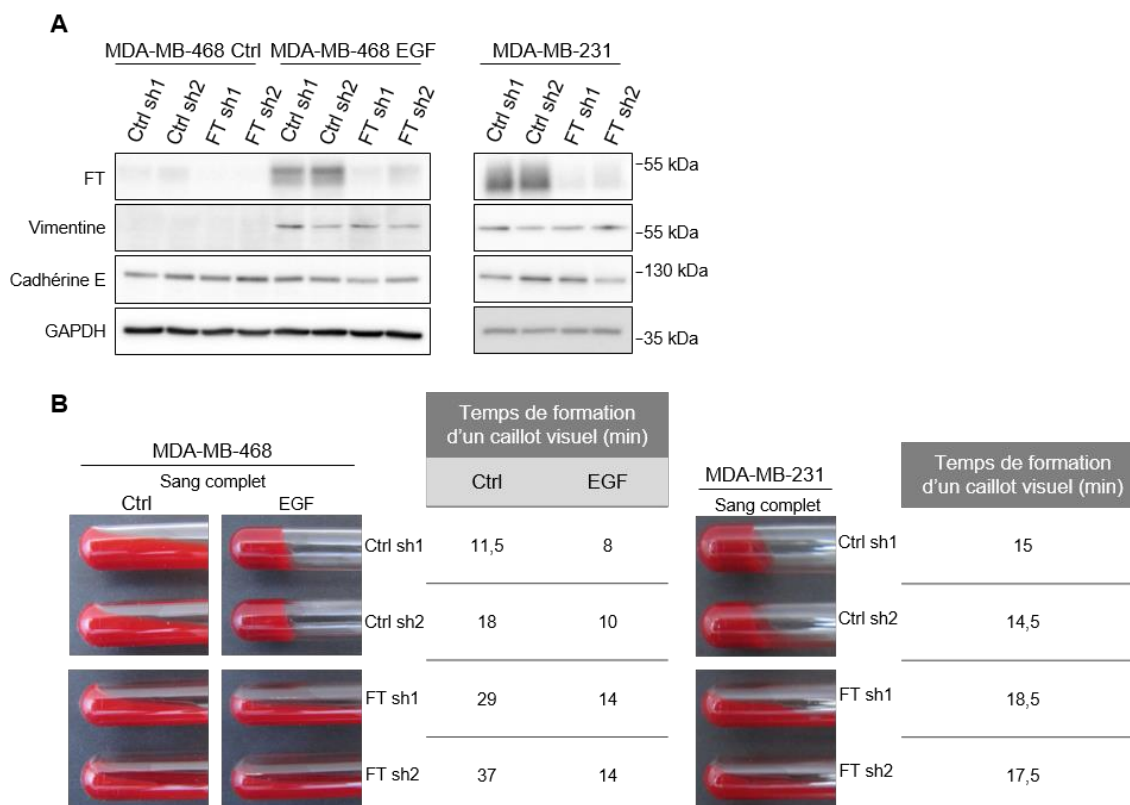 A
MDA-MB-468 Ctrl
MDA-MB-468 EGF
MDA-MB-231
Ctrl sh1
Ctrl sh2
FT sh1
FT sh2
Ctrl sh1
Ctrl sh2
FT sh1
FT sh2
Ctrl sh1
Ctrl sh2
FT sh1
FT sh2
FT
-55 kDa
Vimentine
-55 kDa
Cadhérine E
-130 kDa
GAPDH
-35 kDa
B
MDA-MB-468
Sang complet
Ctrl
EGF
Temps de formation
d'un caillot visuel (min)
Ctrl
EGF
Ctrl sh1
11,5
8
Ctrl sh2
18
10
FT sh1
29
14
FT sh2
37
14
MDA-MB-231
Sang complet
Temps de formation
d'un caillot visuel (min)
Ctrl sh1
15
Ctrl sh2
14,5
FT sh1
18,5
FT sh2
17,5